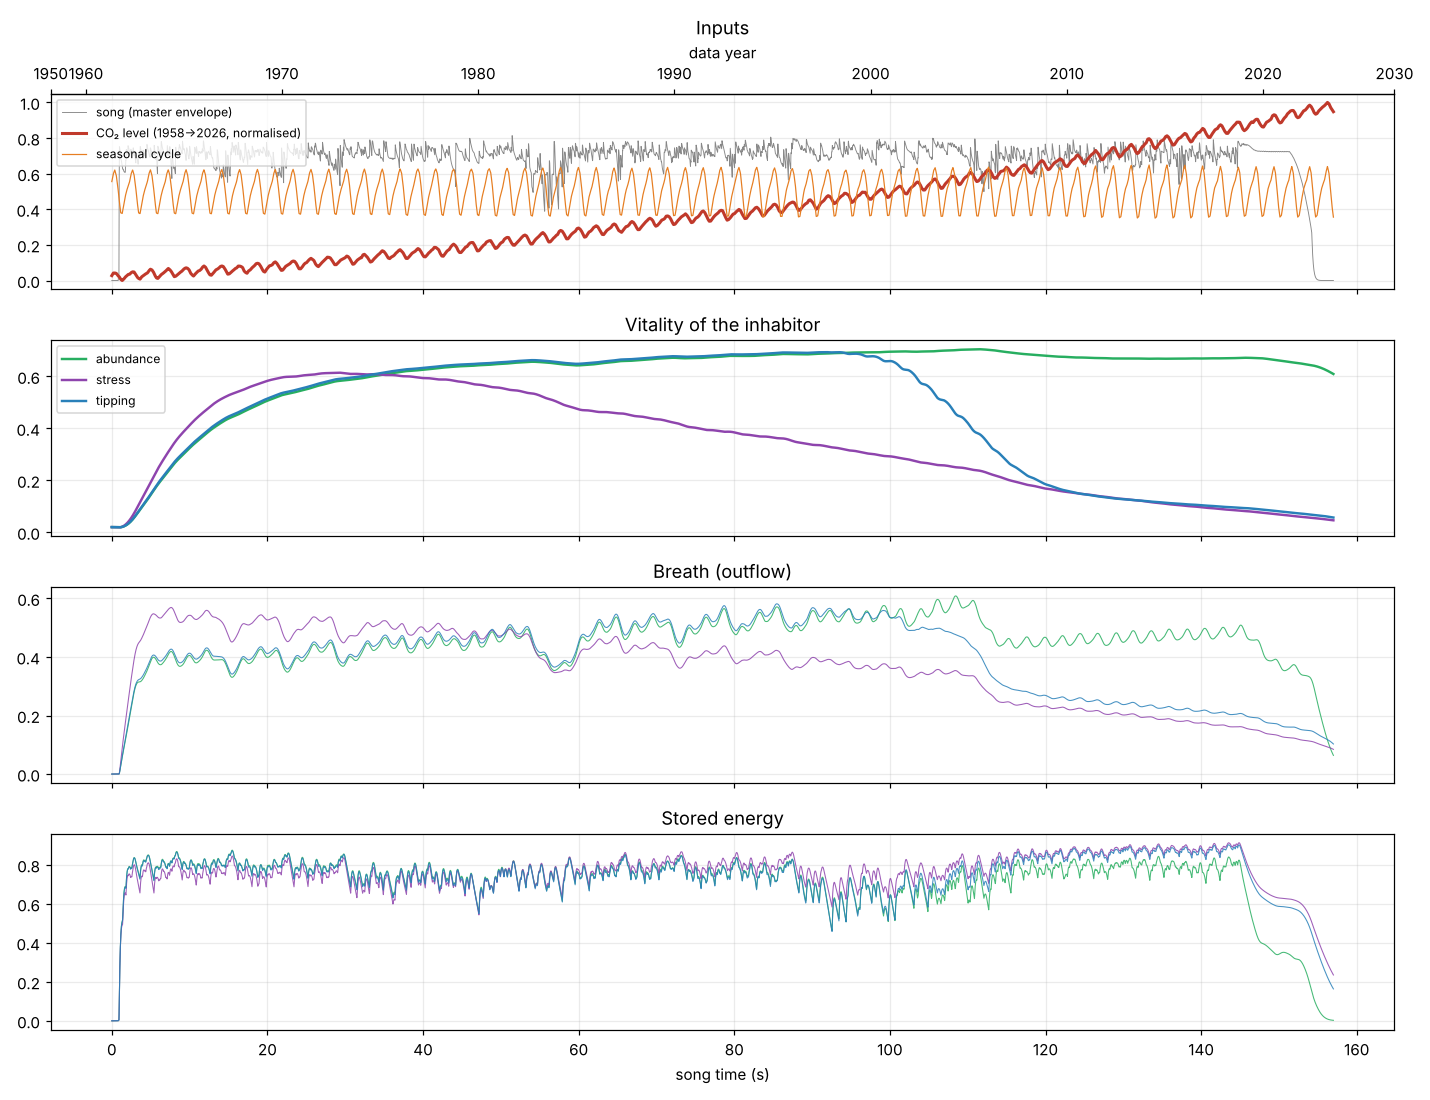 Inputs
data year
1950 1960 1970 1980 1990 2000 2010 2020 2030
1.0
0.8
0.6
0.4
0.2
0.0
song (master envelope)
CO₂ level (1958→2026, normalised)
seasonal cycle
Vitality of the inhabitor
0.6
0.4
0.2
0.0
abundance
stress
tipping
Breath (outflow)
0.6
0.4
0.2
0.0
Stored energy
0.8
0.6
0.4
0.2
0.0
0 20 40 60 80 100 120 140 160
song time (s)